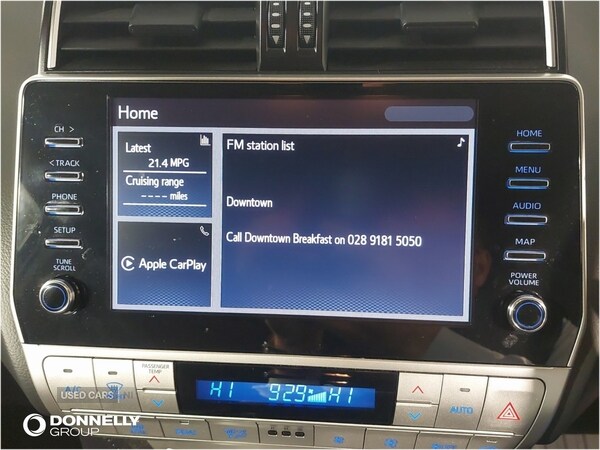 Home
CH >
< TRACK
PHONE
SETUP
TUNE
SCROLL
Latest
21.4 MPG
Cruising range
---- miles
Apple CarPlay
FM station list
Downtown
Call Downtown Breakfast on 028 9181 5050
HOME
MENU
AUDIO
MAP
POWER
VOLUME
PASSENGER
TEMP
HI 929 HI
A/C
AUTO
USED CARS
DONNELLY
GROUP